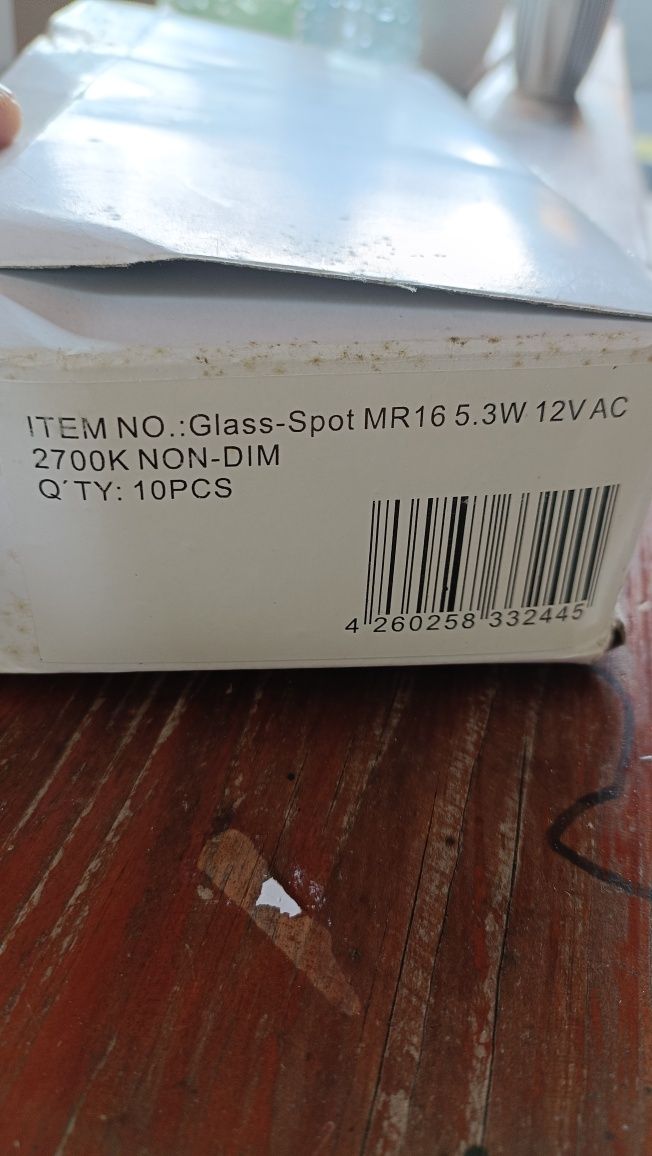 ITEM NO.:Glass-Spot MR16 5.3W 12V AC
2700K NON-DIM
Q´TY: 10PCS
4 260258 332445